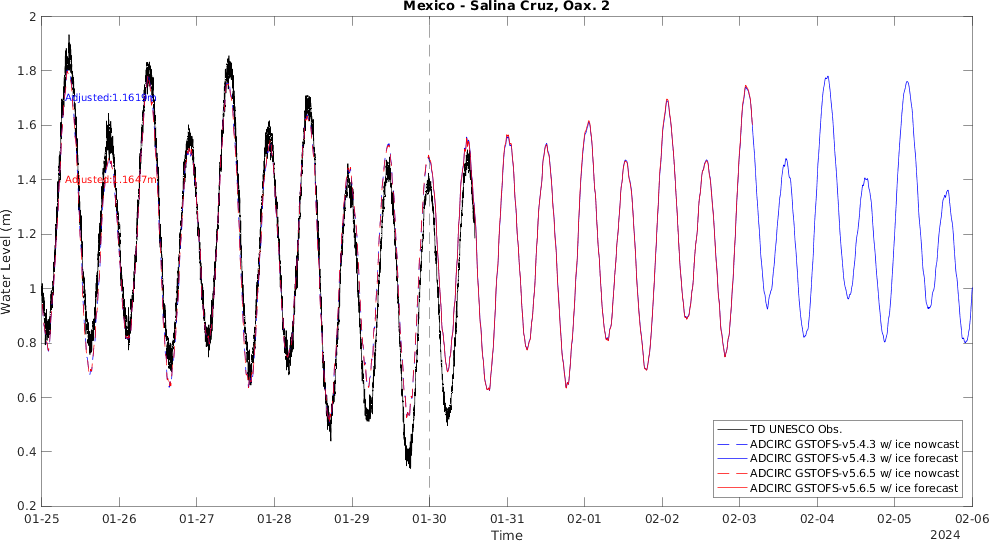 Mexico - Salina Cruz, Oax. 2
Water Level (m)
2
1.8
1.6
1.4
1.2
1
0.8
0.6
0.4
0.2
Adjusted:1.1619m
Adjusted:1.1647m
TD UNESCO Obs.
ADCIRC GSTOFS-v5.4.3 w/ ice nowcast
ADCIRC GSTOFS-v5.4.3 w/ ice forecast
ADCIRC GSTOFS-v5.6.5 w/ ice nowcast
ADCIRC GSTOFS-v5.6.5 w/ ice forecast
01-25 01-26 01-27 01-28 01-29 01-30 01-31 02-01 02-02 02-03 02-04 02-05 02-06
Time
2024